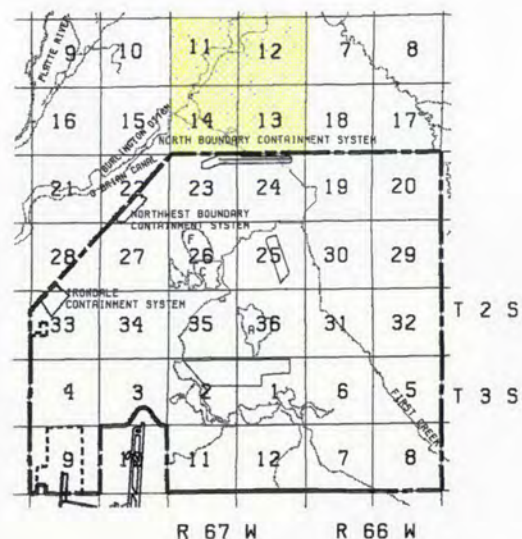 9 10 11 12 7 8
PLATTE RIVER
16 15 14 13 18 17
BURLINGTON DITCH
O'BRIAN CANAL
NORTH BOUNDARY CONTAINMENT SYSTEM
21 22 23 24 19 20
NORTHWEST BOUNDARY
CONTAINMENT SYSTEM
28 27 26 25 30 29
F
C
IRONDALE
CONTAINMENT SYSTEM
33 34 35 36 31 32
A
T 2 S
4 3 2 1 6 5
T 3 S
FIRST CREEK
9 10 11 12 7 8
R 67 W R 66 W